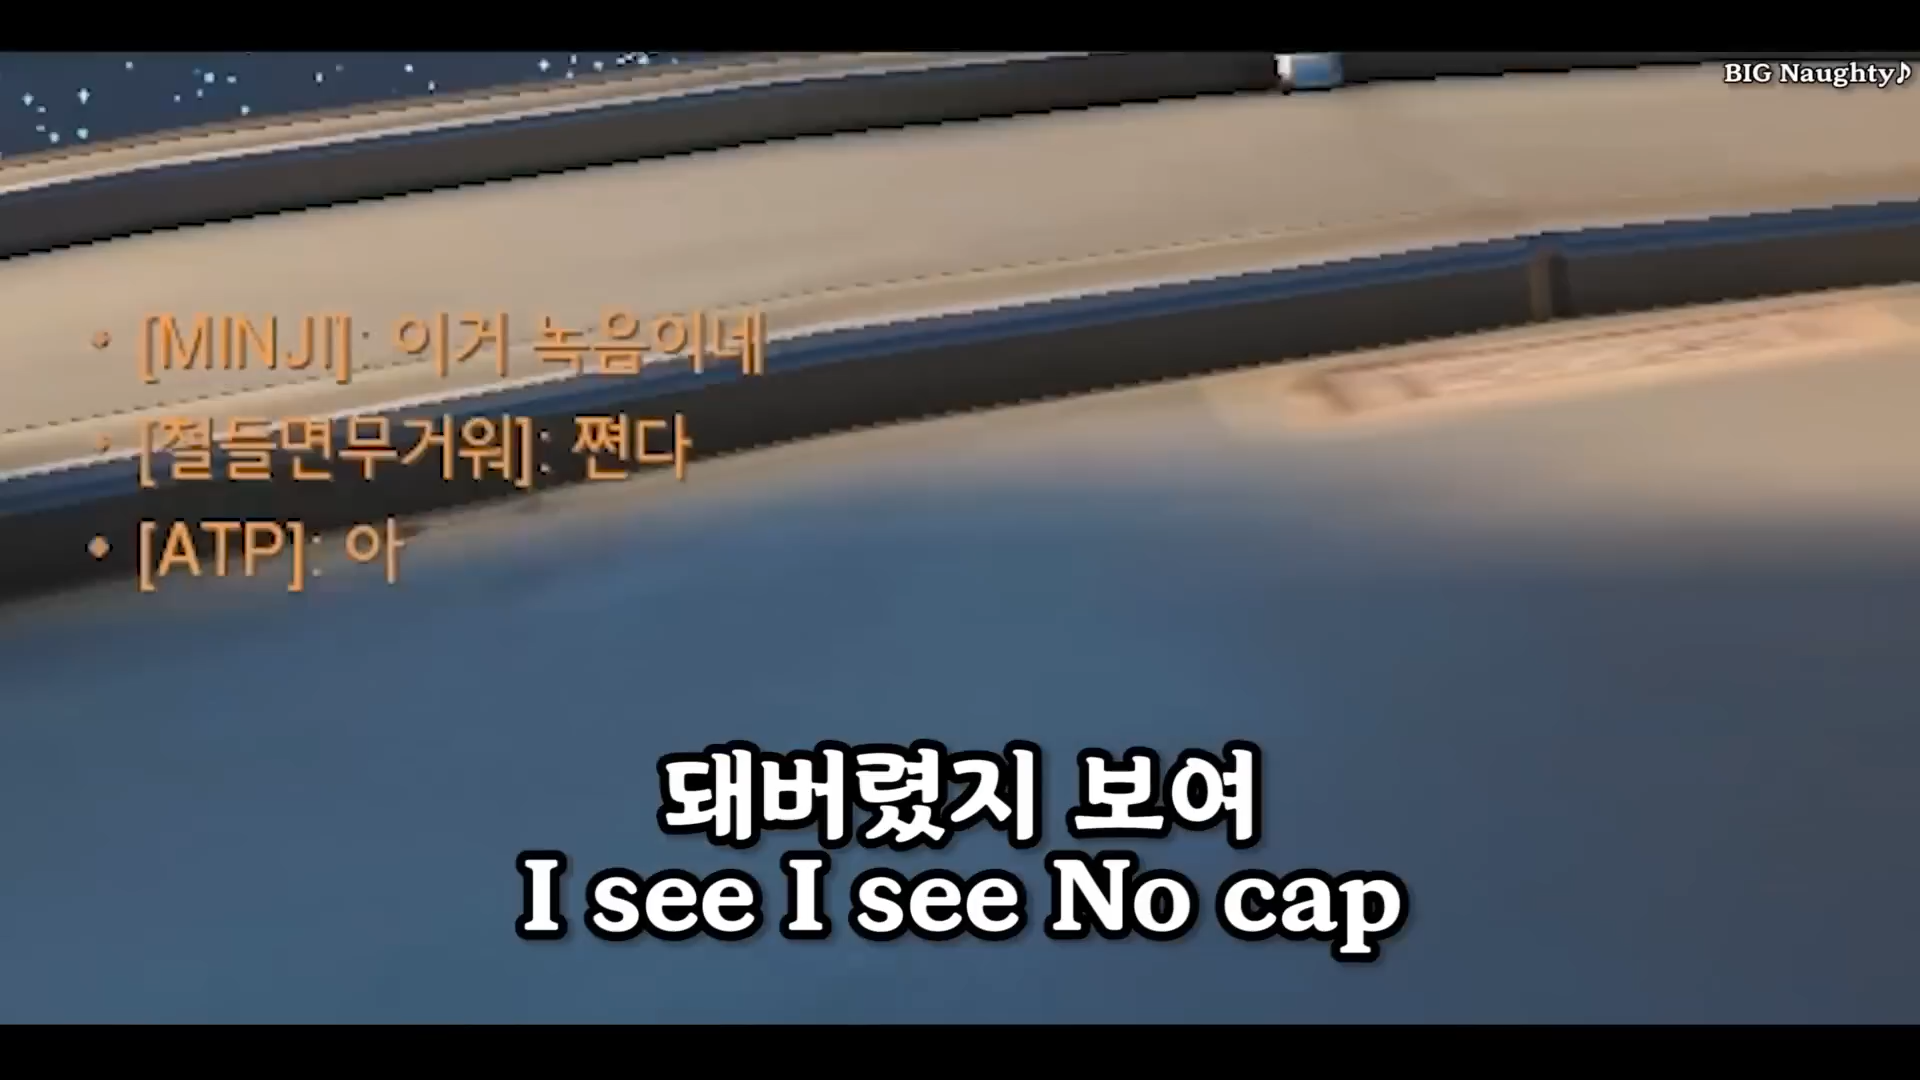 BIG Naughty♪
[MINJI]: 이거 녹음이네
[철들면무거워]: 쩐다
[ATP]: 아
돼버렸지 보여
I see I see No cap